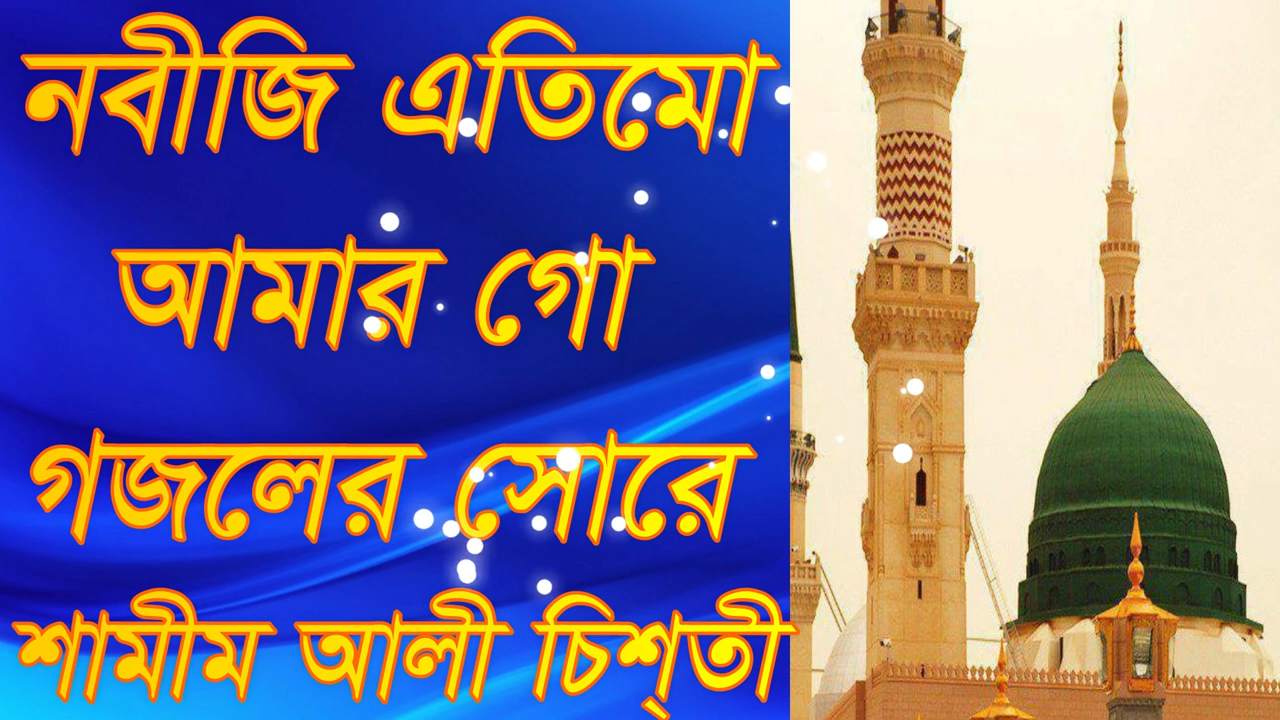 নবীজি এতিমো
আমার গো
গজলের সোরে
শামীম আলী চিশ্‌তী